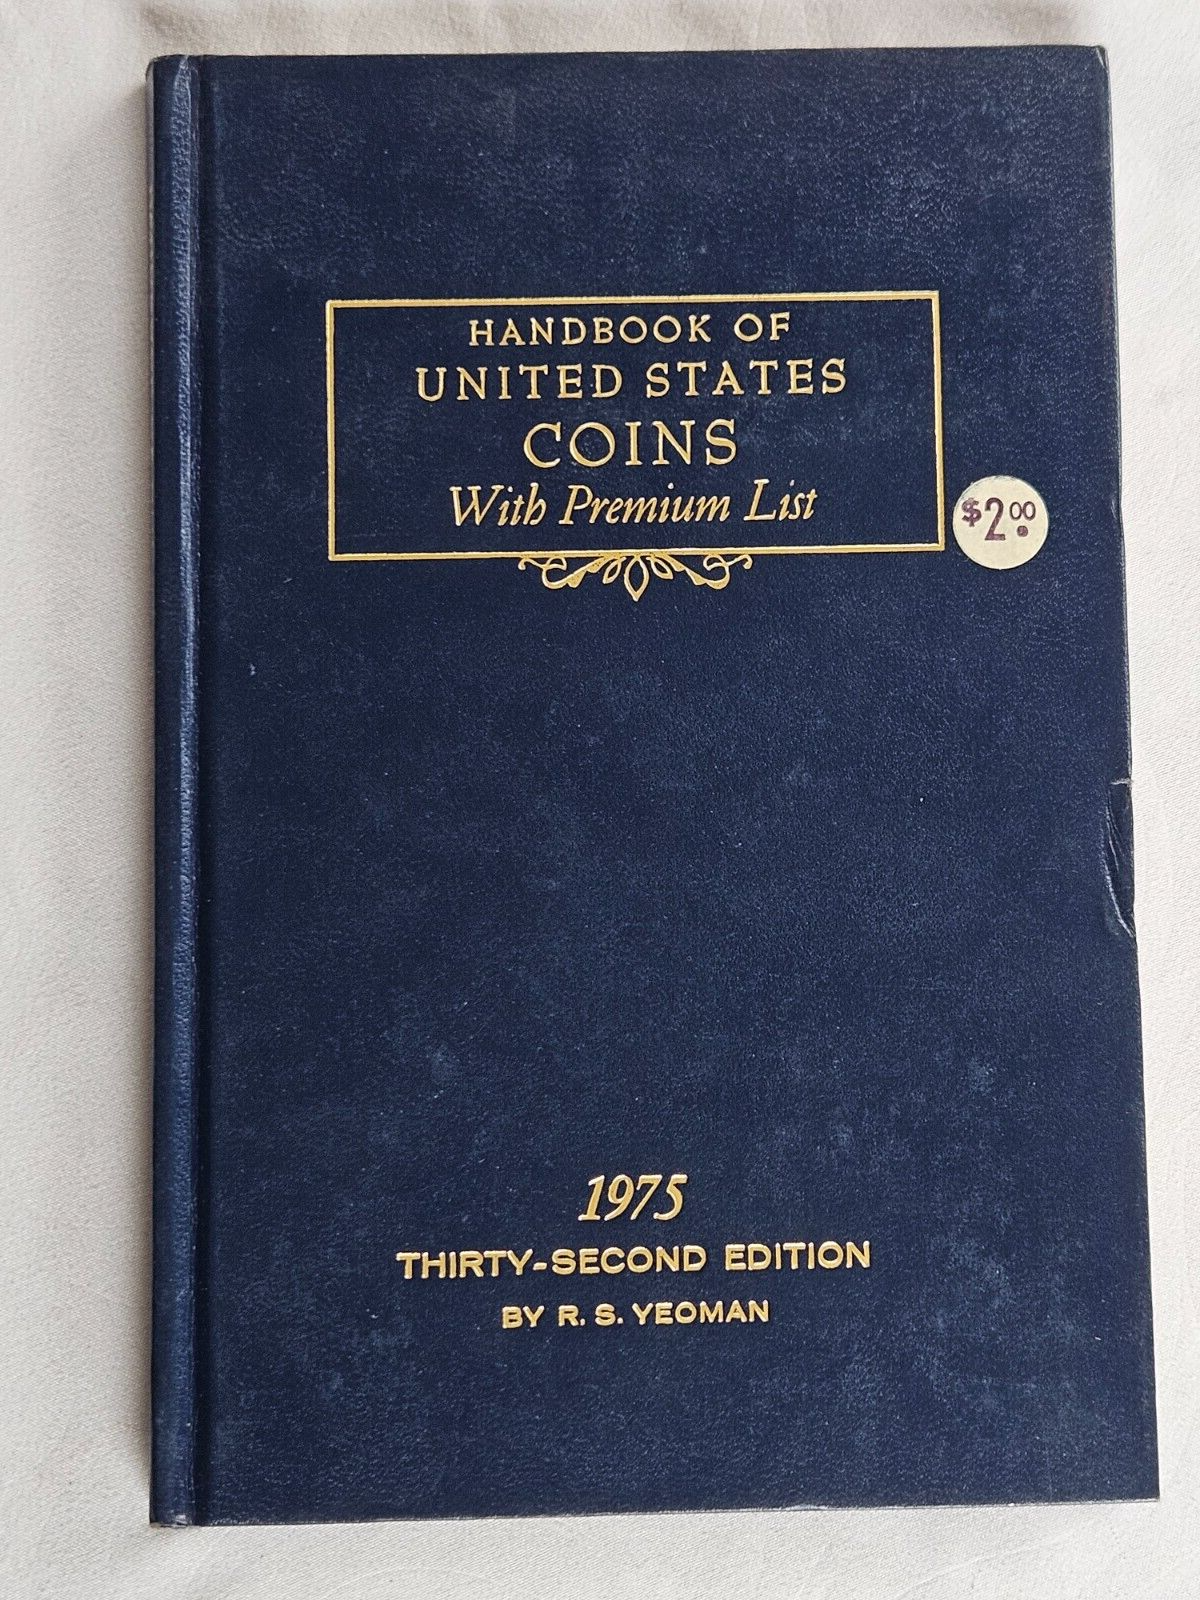 HANDBOOK OF
UNITED STATES
COINS
With Premium List
$2.00
1975
THIRTY-SECOND EDITION
BY R. S. YEOMAN